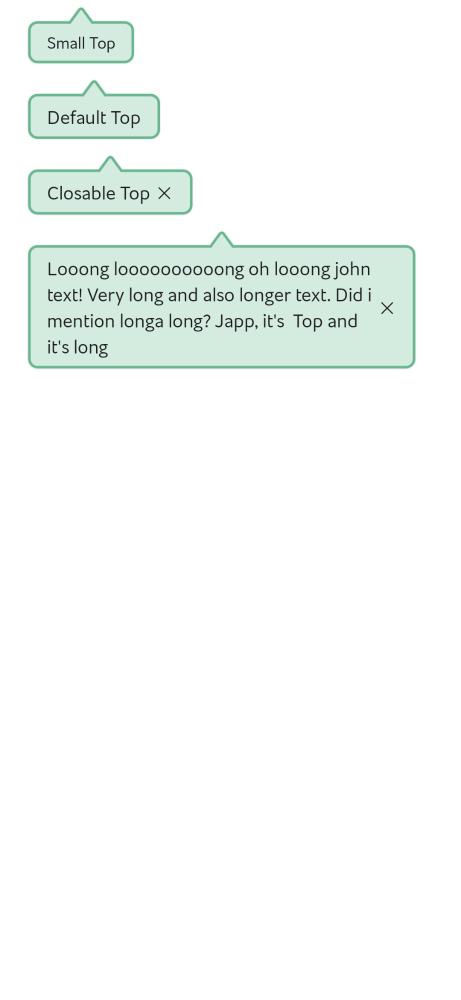 Small Top
Default Top
Closable Top
Looong loooooooooong oh looong john
text! Very long and also longer text. Did i
mention longa long? Japp, it's  Top and
it's long